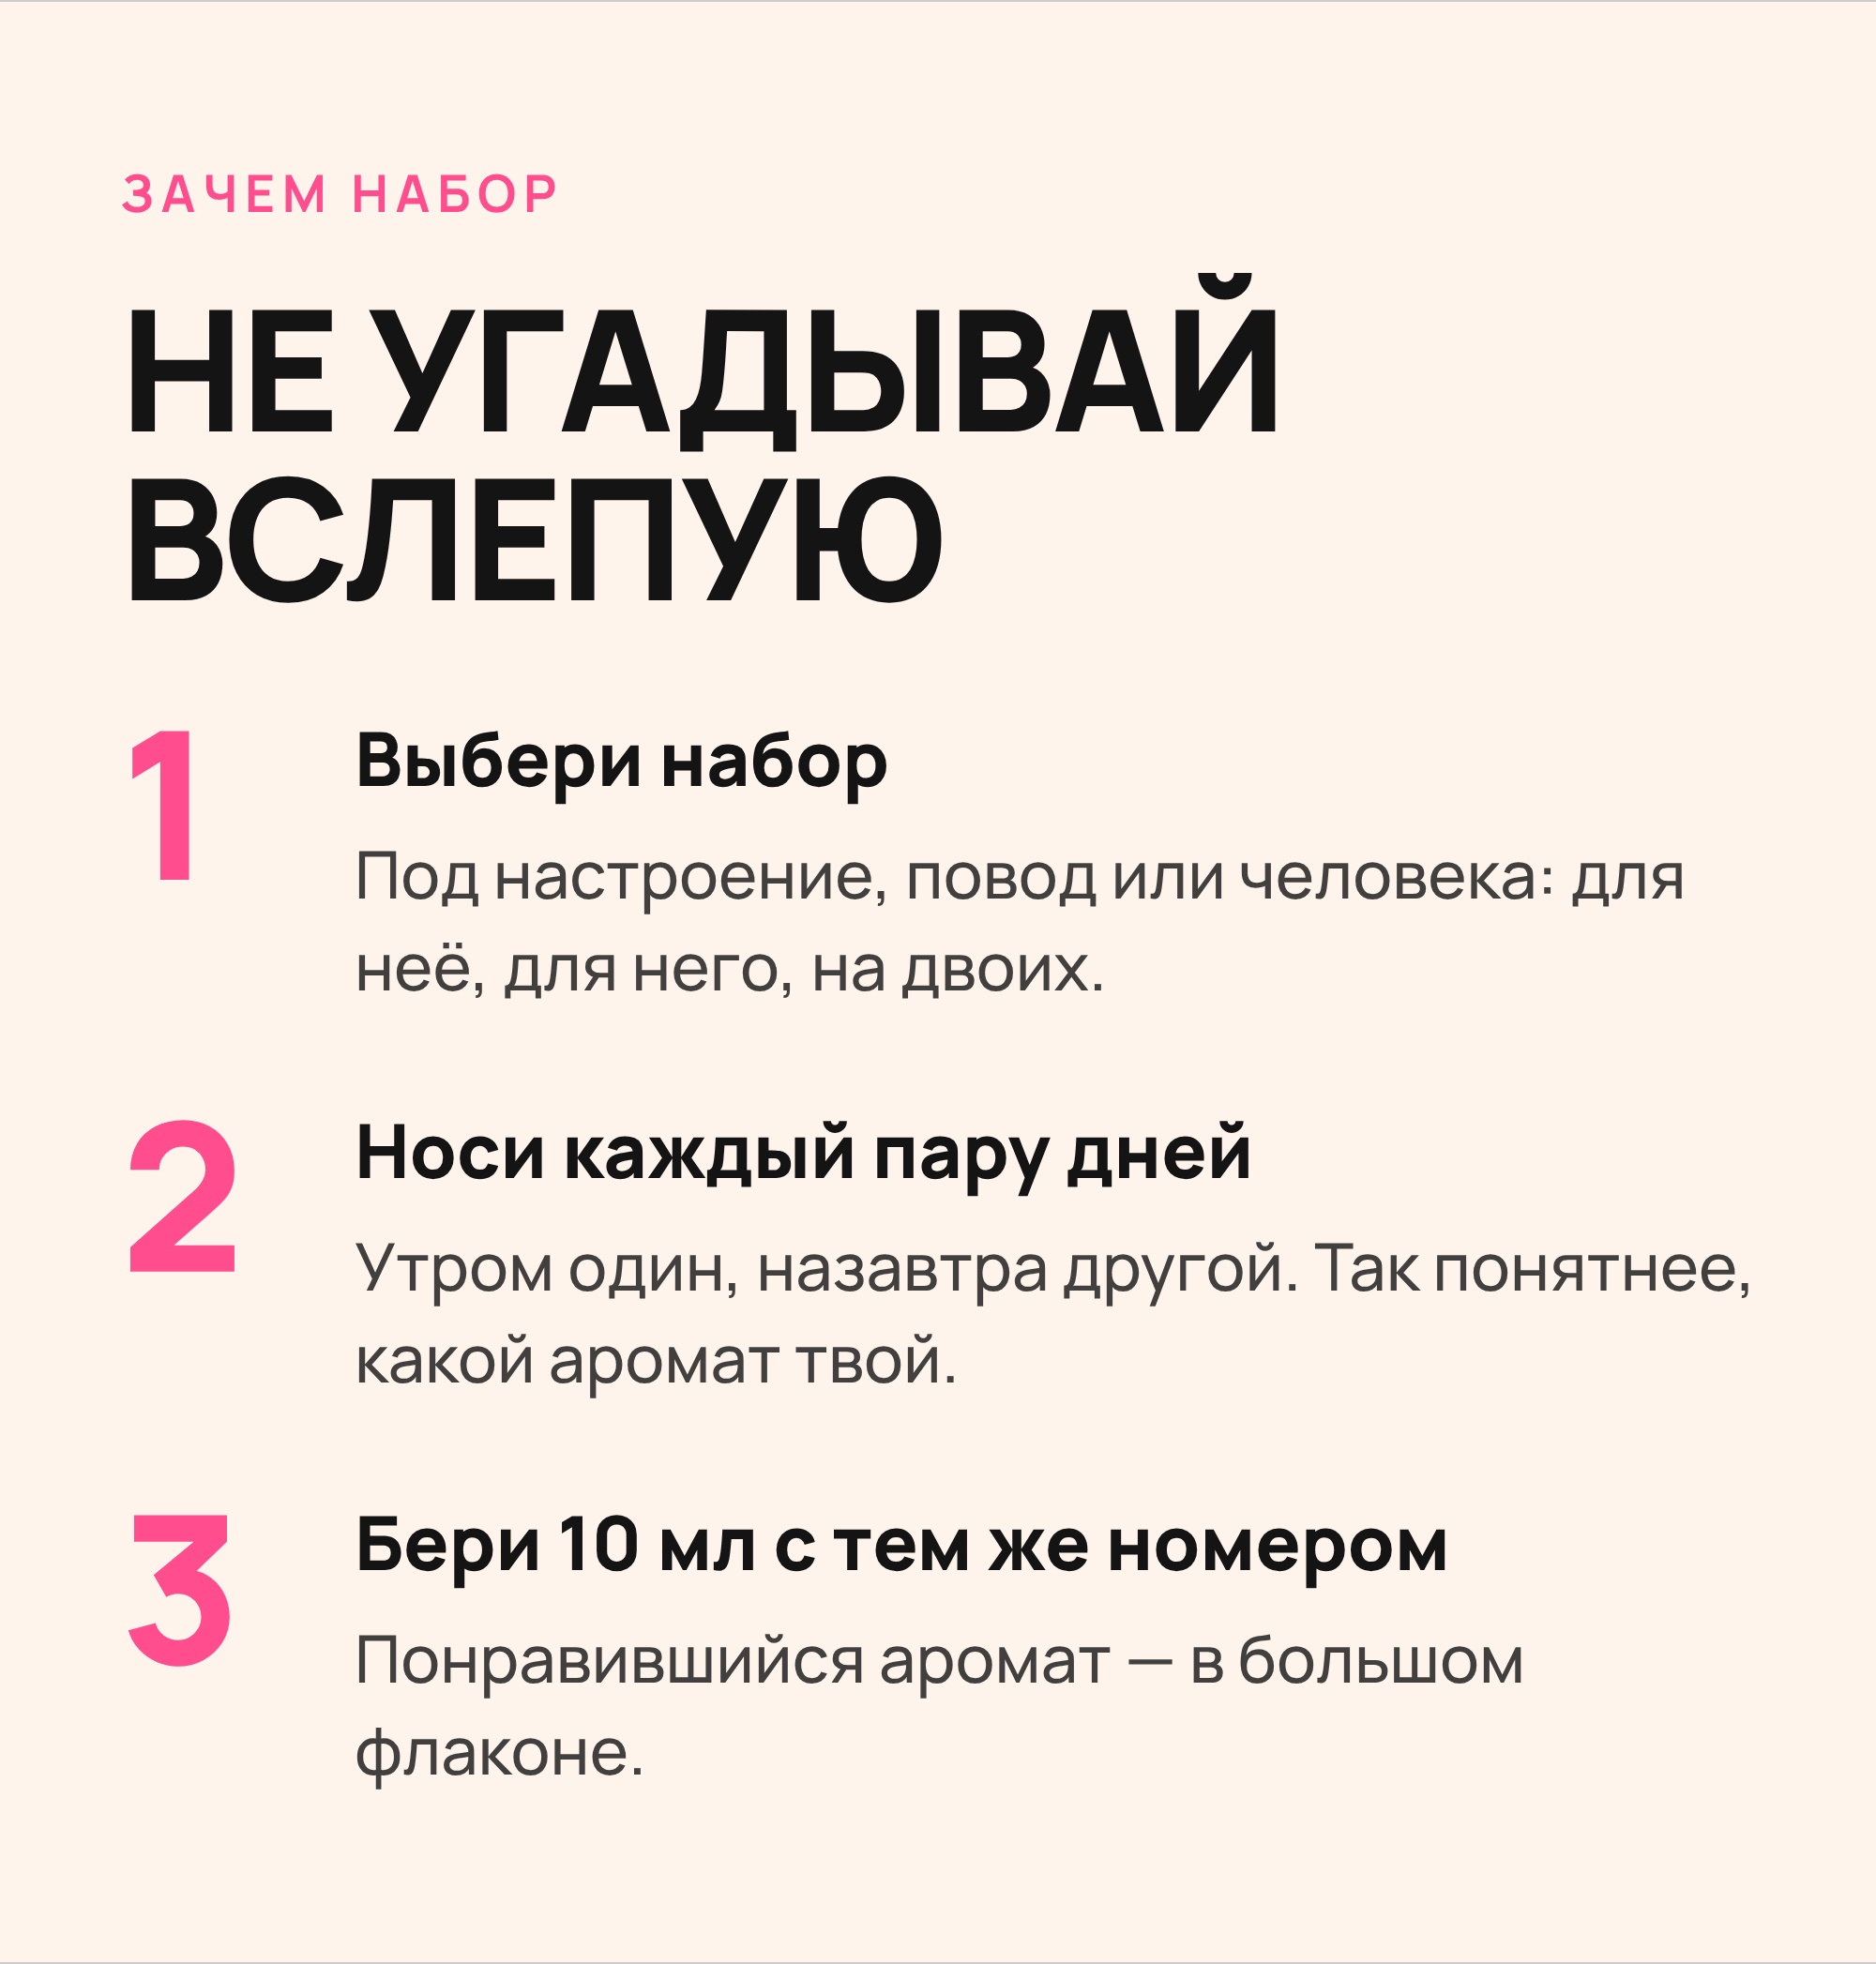 ЗАЧЕМ НАБОР
НЕ УГАДЫВАЙ
ВСЛЕПУЮ
1
Выбери набор
Под настроение, повод или человека: для
неё, для него, на двоих.
2
Носи каждый пару дней
Утром один, назавтра другой. Так понятнее,
какой аромат твой.
3
Бери 10 мл с тем же номером
Понравившийся аромат — в большом
флаконе.